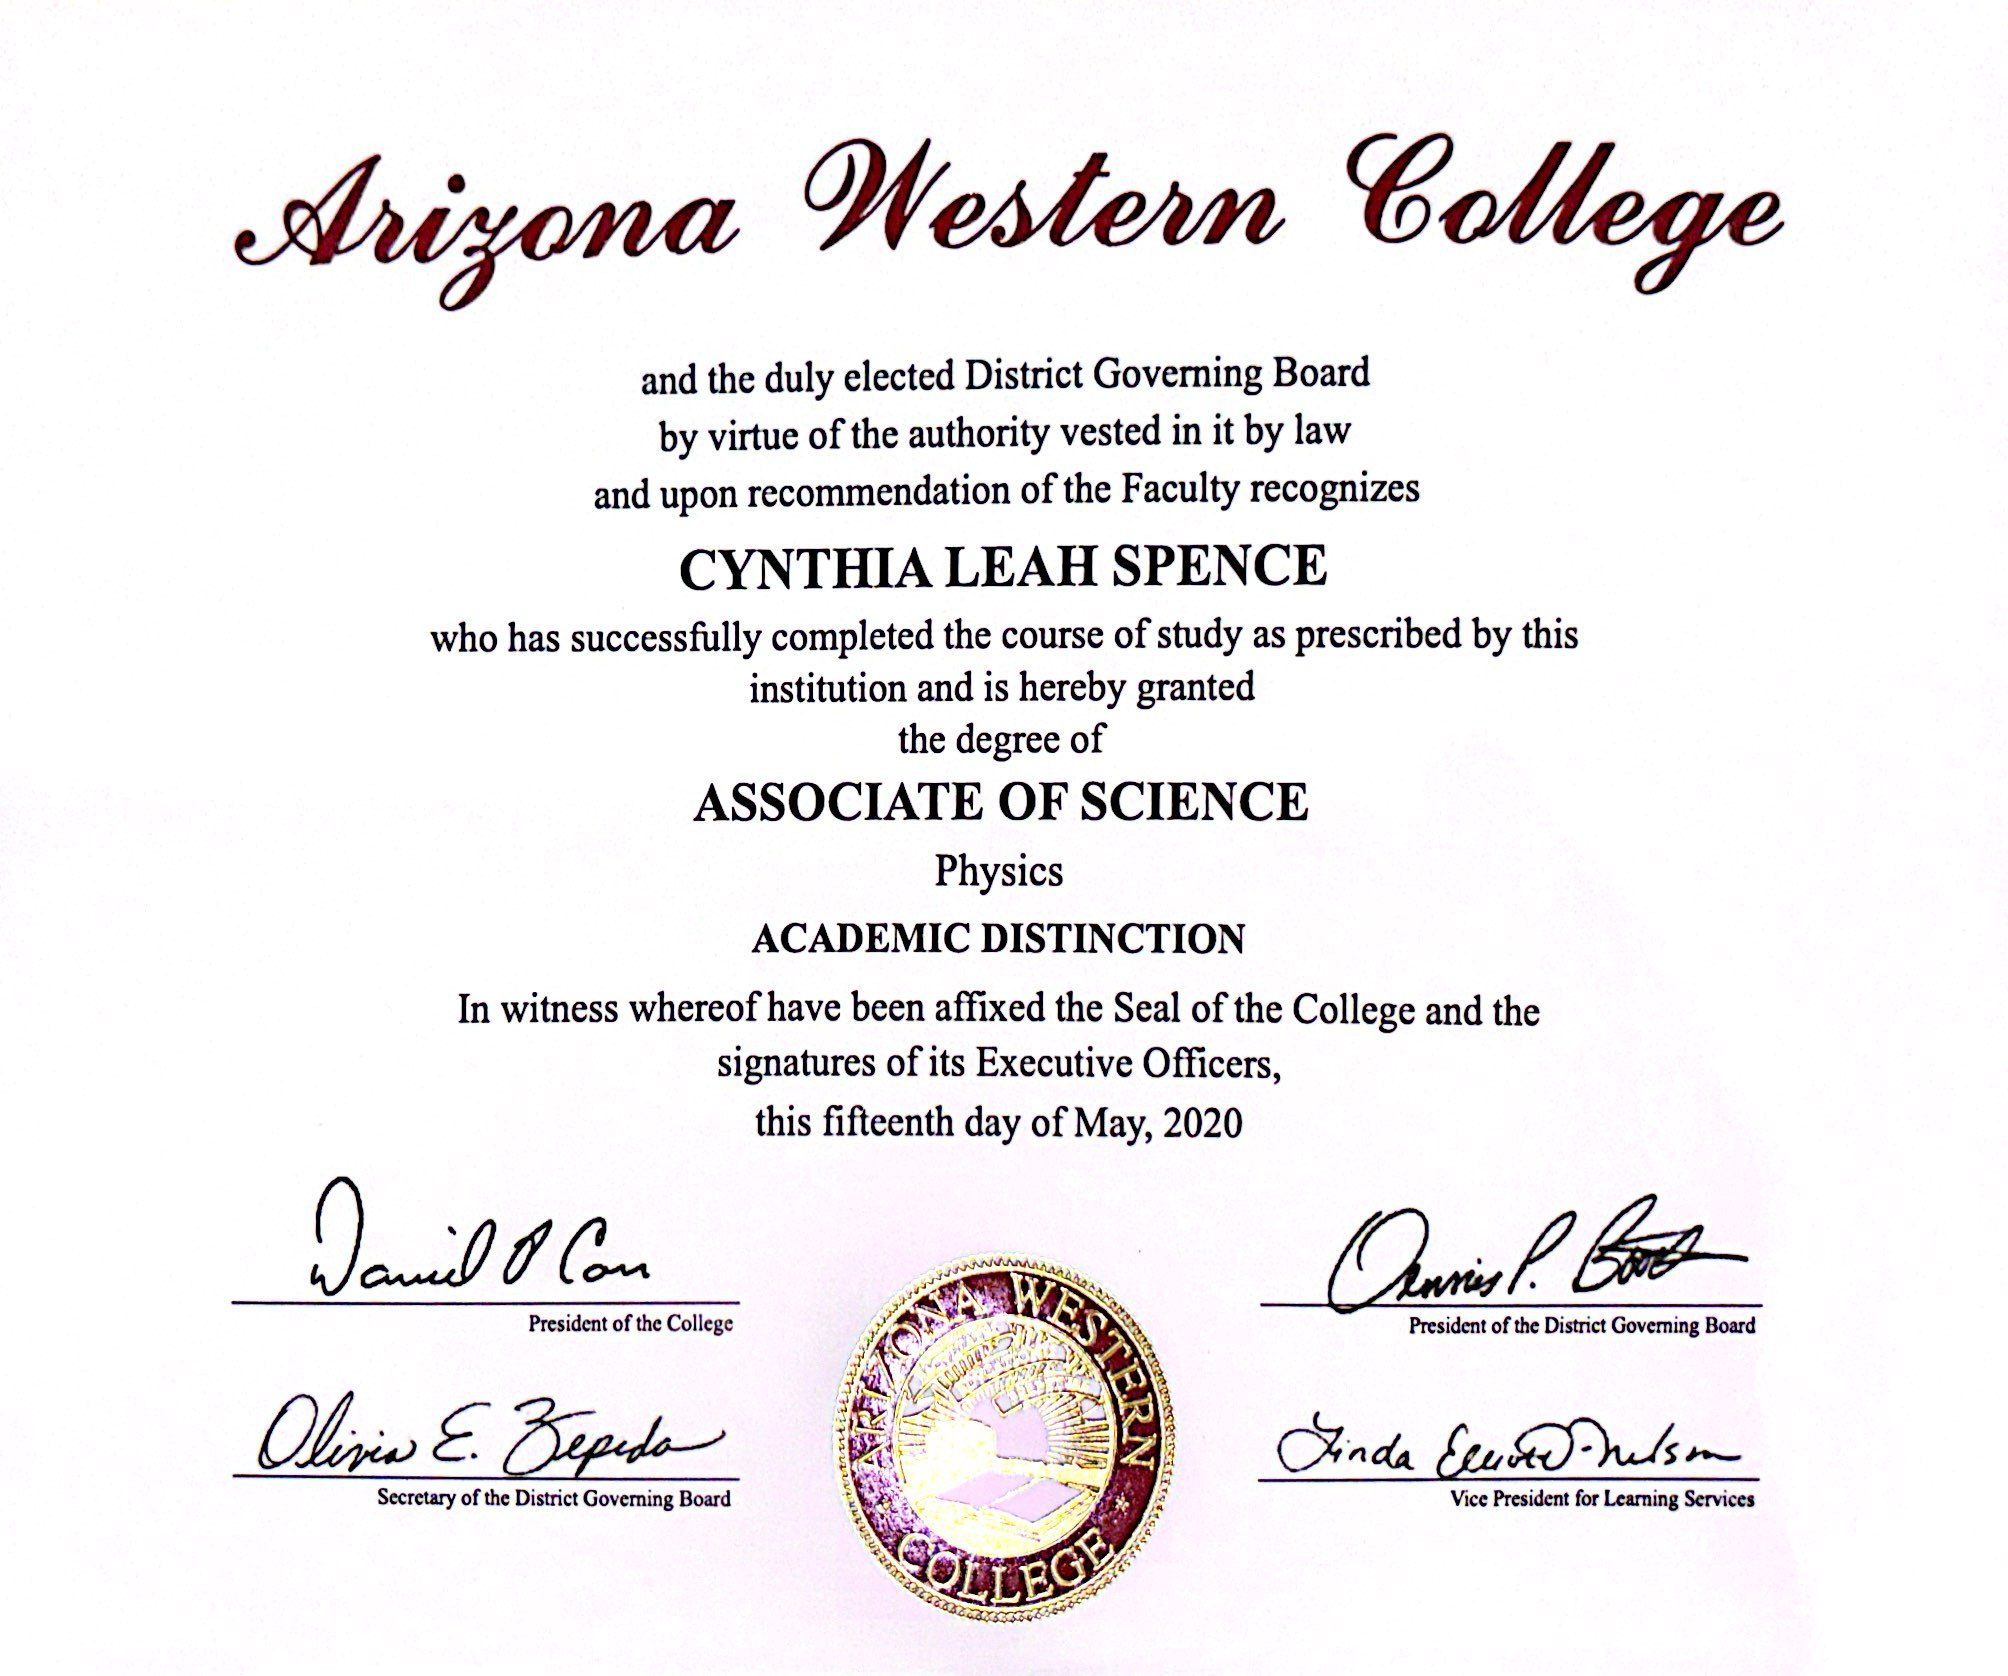 Arizona Western College
and the duly elected District Governing Board
by virtue of the authority vested in it by law
and upon recommendation of the Faculty recognizes
CYNTHIA LEAH SPENCE
who has successfully completed the course of study as prescribed by this
institution and is hereby granted
the degree of
ASSOCIATE OF SCIENCE
Physics
ACADEMIC DISTINCTION
In witness whereof have been affixed the Seal of the College and the
signatures of its Executive Officers,
this fifteenth day of May, 2020
Daniel P Corr
President of the College
Dennis P. Booth
President of the District Governing Board
Olivia E. Zepeda
Secretary of the District Governing Board
Linda Elliott-Nelson
Vice President for Learning Services
ARIZONA WESTERN
COLLEGE